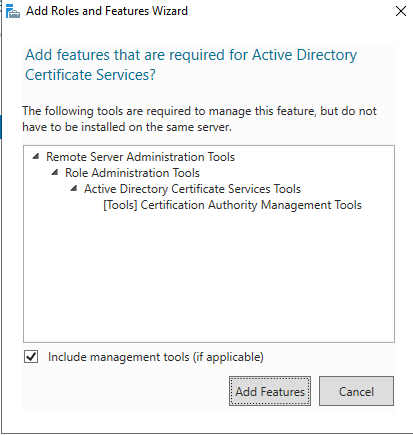 Add Roles and Features Wizard
Add features that are required for Active Directory
Certificate Services?
The following tools are required to manage this feature, but do not
have to be installed on the same server.
Remote Server Administration Tools
Role Administration Tools
Active Directory Certificate Services Tools
[Tools] Certification Authority Management Tools
Include management tools (if applicable)
Add Features
Cancel